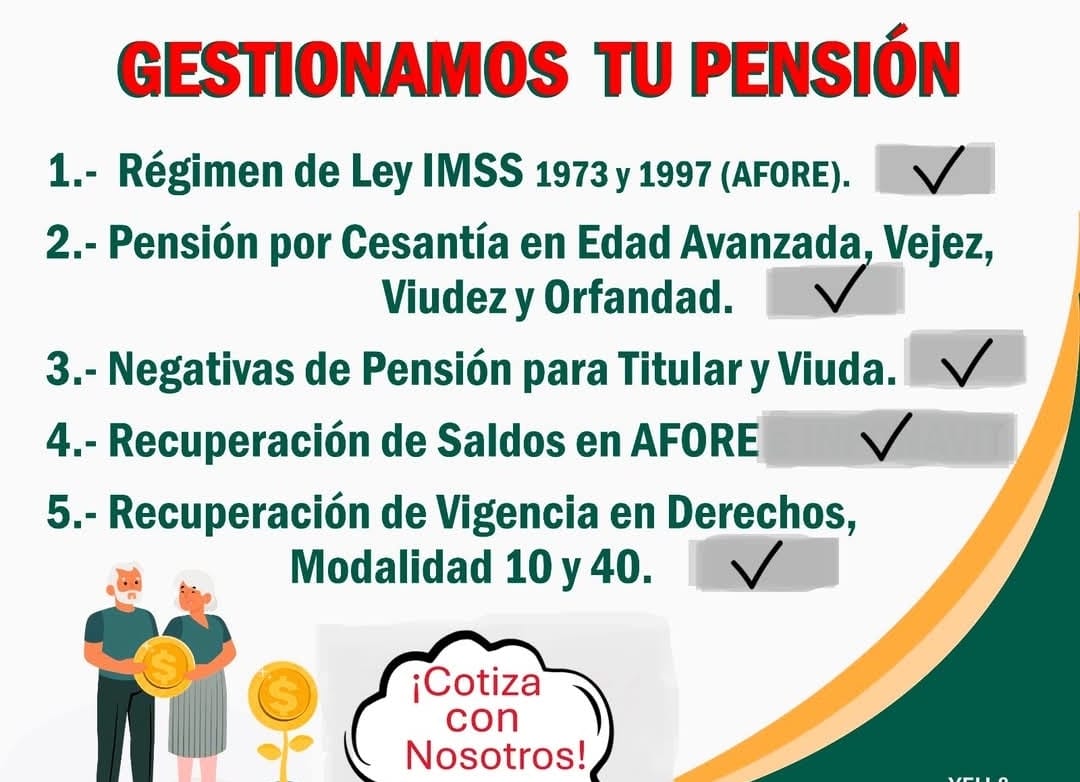 GESTIONAMOS TU PENSIÓN
1.- Régimen de Ley IMSS 1973 y 1997 (AFORE).
2.- Pensión por Cesantía en Edad Avanzada, Vejez,
Viudez y Orfandad.
3.- Negativas de Pensión para Titular y Viuda.
4.- Recuperación de Saldos en AFORE
5.- Recuperación de Vigencia en Derechos,
Modalidad 10 y 40.
¡Cotiza
con
Nosotros!